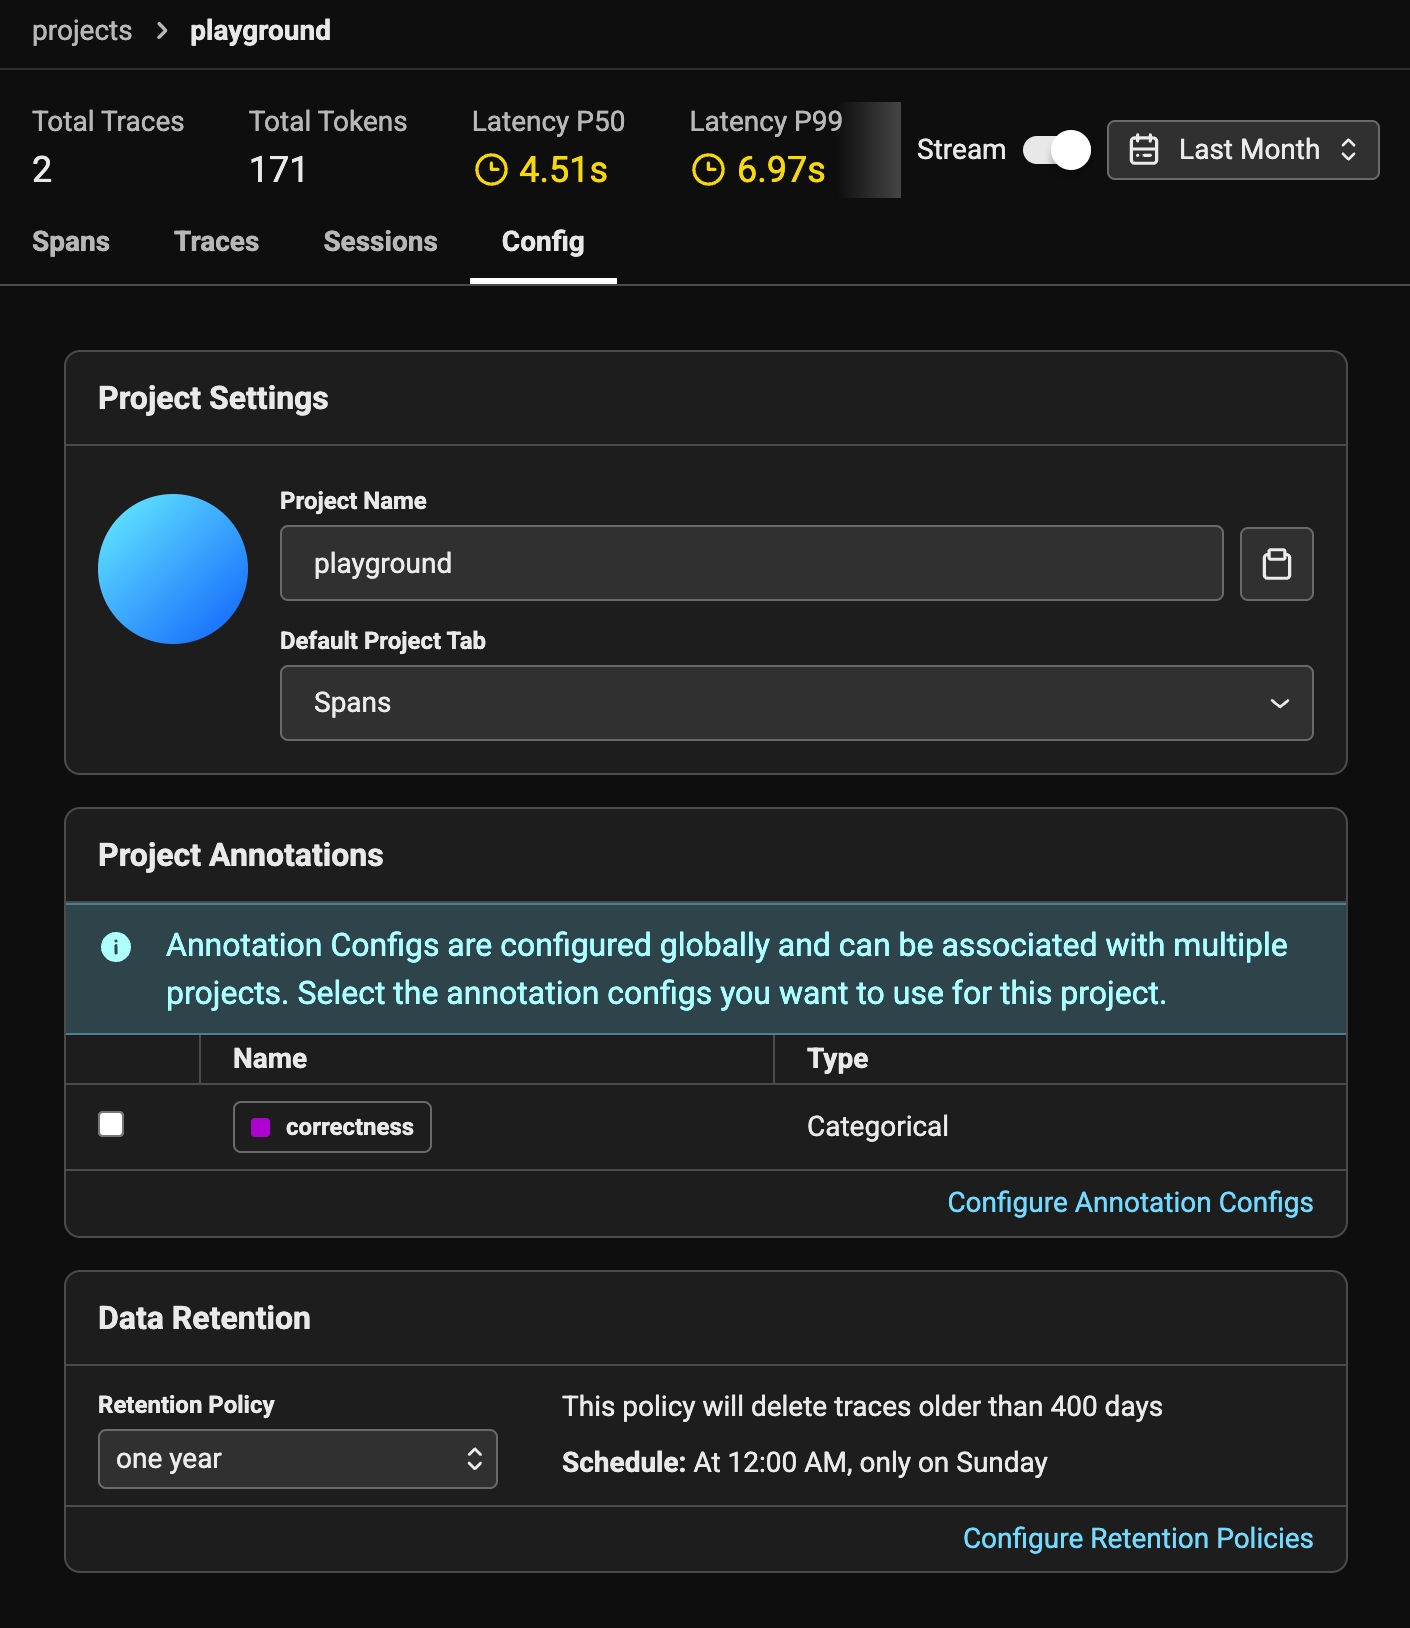 projects > playground
Total Traces
2
Total Tokens
171
Latency P50
4.51s
Latency P99
6.97s
Stream
Last Month
Spans
Traces
Sessions
Config
Project Settings
Project Name
playground
Default Project Tab
Spans
Project Annotations
Annotation Configs are configured globally and can be associated with multiple
projects. Select the annotation configs you want to use for this project.
Name
Type
correctness
Categorical
Configure Annotation Configs
Data Retention
Retention Policy
one year
This policy will delete traces older than 400 days
Schedule: At 12:00 AM, only on Sunday
Configure Retention Policies